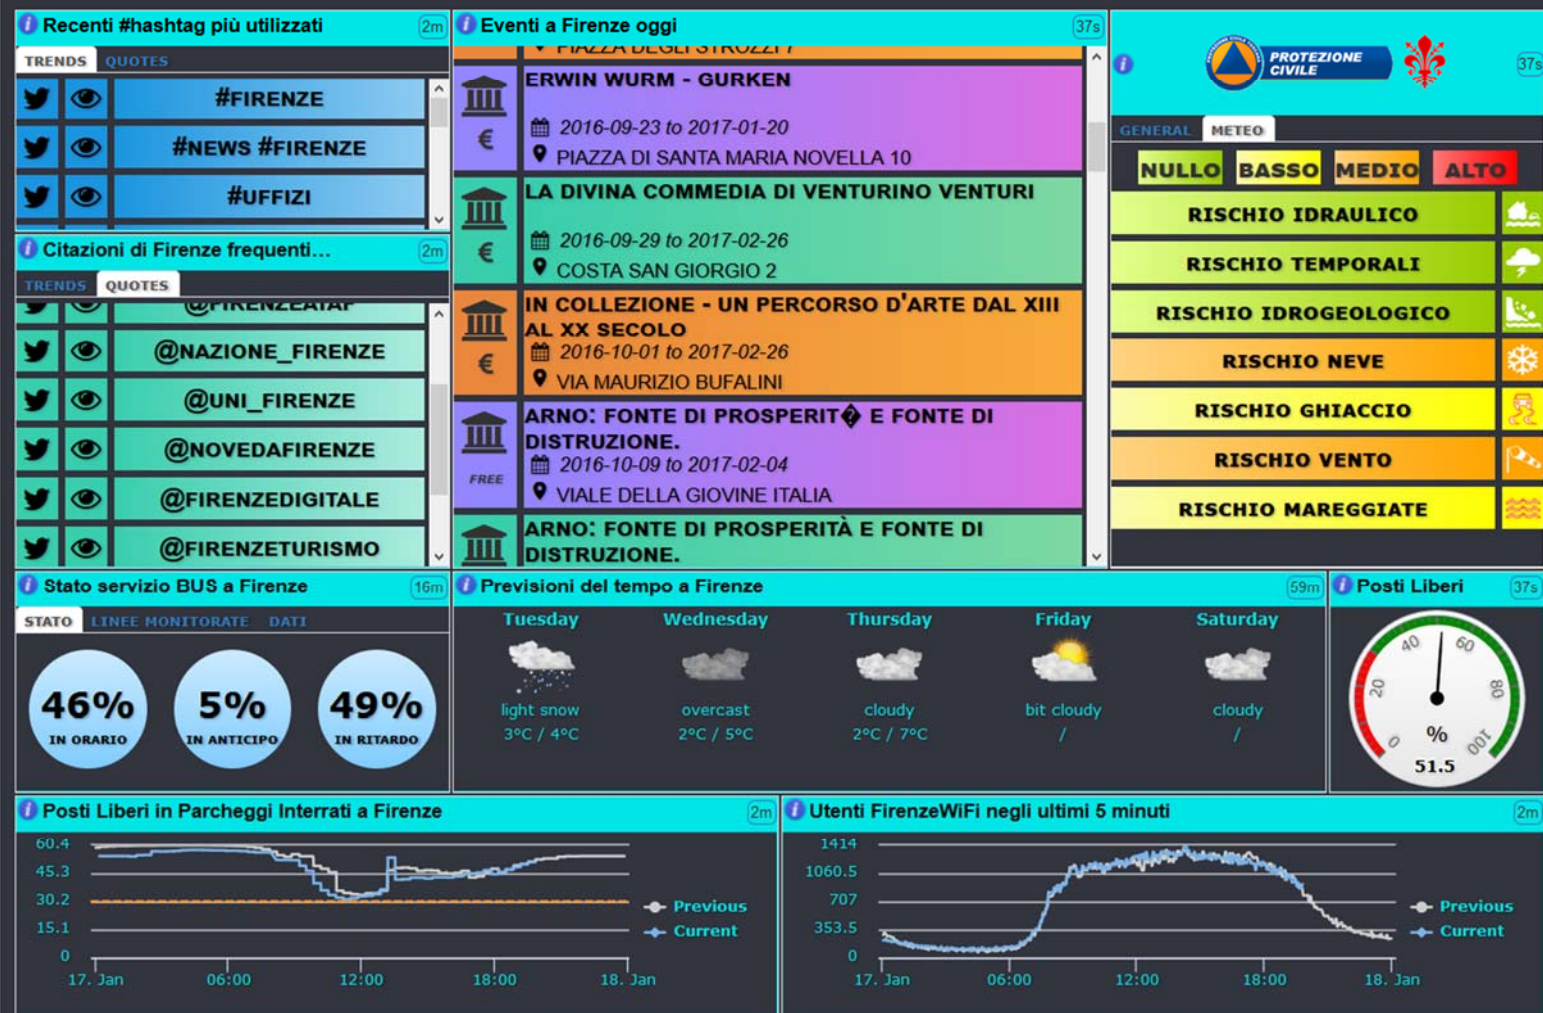 Recenti #hashtag più utilizzati
2m
TRENDS QUOTES
#FIRENZE
#NEWS #FIRENZE
#UFFIZI
Citazioni di Firenze frequenti...
2m
TRENDS QUOTES
@FIRENZEATAF
@NAZIONE_FIRENZE
@UNI_FIRENZE
@NOVEDAFIRENZE
@FIRENZEDIGITALE
@FIRENZETURISMO
Eventi a Firenze oggi
37s
PIAZZA DEGLI STROZZI 7
ERWIN WURM - GURKEN
2016-09-23 to 2017-01-20
€
PIAZZA DI SANTA MARIA NOVELLA 10
LA DIVINA COMMEDIA DI VENTURINO VENTURI
2016-09-29 to 2017-02-26
€
COSTA SAN GIORGIO 2
IN COLLEZIONE - UN PERCORSO D'ARTE DAL XIII
AL XX SECOLO
2016-10-01 to 2017-02-26
€
VIA MAURIZIO BUFALINI
ARNO: FONTE DI PROSPERIT� E FONTE DI
DISTRUZIONE.
2016-10-09 to 2017-02-04
FREE
VIALE DELLA GIOVINE ITALIA
ARNO: FONTE DI PROSPERITÀ E FONTE DI
DISTRUZIONE.
PROTEZIONE
CIVILE
37s
GENERAL METEO
NULLO BASSO MEDIO ALTO
RISCHIO IDRAULICO
RISCHIO TEMPORALI
RISCHIO IDROGEOLOGICO
RISCHIO NEVE
RISCHIO GHIACCIO
RISCHIO VENTO
RISCHIO MAREGGIATE
Stato servizio BUS a Firenze
16m
STATO LINEE MONITORATE DATI
46% 5% 49%
IN ORARIO IN ANTICIPO IN RITARDO
Previsioni del tempo a Firenze
59m
Tuesday Wednesday Thursday Friday Saturday
light snow overcast cloudy bit cloudy cloudy
3°C / 4°C 2°C / 5°C 2°C / 7°C / /
Posti Liberi
37s
0 20 40 60 80 100
%
51.5
Posti Liberi in Parcheggi Interrati a Firenze
2m
60.4
45.3
30.2
15.1
0
17. Jan 06:00 12:00 18:00 18. Jan
Previous
Current
Utenti FirenzeWiFi negli ultimi 5 minuti
2m
1414
1060.5
707
353.5
0
17. Jan 06:00 12:00 18:00 18. Jan
Previous
Current